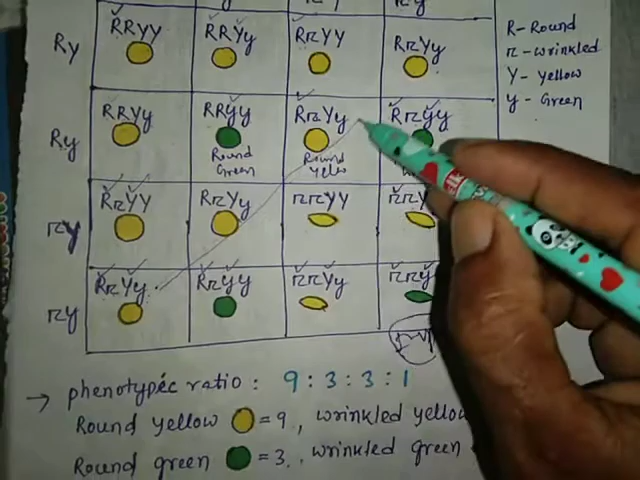 Ry RRYY RRYy RrYY RrYy
Ry RRYy RRyy RrYy Rryy
Round Green Round Yellow
rY RrYY RrYy rrYY
ry RrYy Rryy rrYy rryy
R-Round
r-wrinkled
Y-Yellow
y-Green
→ phenotypic ratio : 9 : 3 : 3 : 1
Round yellow = 9, wrinkled yellow
Round green = 3. wrinkled green